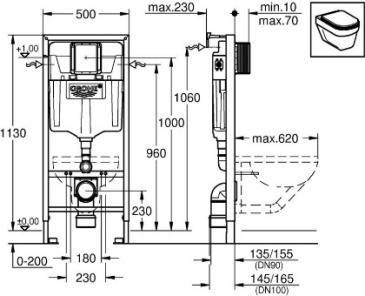 500
max.230
min.10
max.70
+1,00
GROHE
1130
960
1000
1060
max.620
230
±0,00
0-200
180
230
135/155
(DN90)
145/165
(DN100)